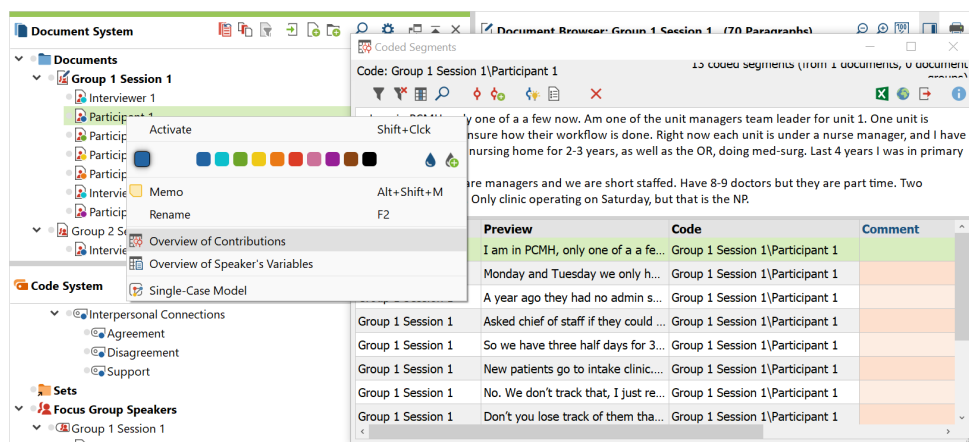 Document System
Documents
Group 1 Session 1
Interviewer 1
Participant 1
Particip
Particip
Particip
Intervie
Particip
Group 2 Se
Intervie
Activate Shift+Clck
Memo Alt+Shift+M
Rename F2
Overview of Contributions
Overview of Speaker's Variables
Single-Case Model
Code System
Interpersonal Connections
Agreement
Disagreement
Support
Sets
Focus Group Speakers
Group 1 Session 1
Document Browser: Group 1 Session 1 (70 Paragraphs)
Coded Segments
Code: Group 1 Session 1\Participant 1
13 coded segments (from 1 documents, 0 document
one of a a few now. Am one of the unit managers team leader for unit 1. One unit is
nsure how their workflow is done. Right now each unit is under a nurse manager, and I have
nursing home for 2-3 years, as well as the OR, doing med-surg. Last 4 years I was in primary
re managers and we are short staffed. Have 8-9 doctors but they are part time. Two
Only clinic operating on Saturday, but that is the NP.
Preview Code Comment
I am in PCMH, only one of a a fe... Group 1 Session 1\Participant 1
Monday and Tuesday we only h... Group 1 Session 1\Participant 1
A year ago they had no admin s... Group 1 Session 1\Participant 1
Group 1 Session 1 Asked chief of staff if they could ... Group 1 Session 1\Participant 1
Group 1 Session 1 So we have three half days for 3... Group 1 Session 1\Participant 1
Group 1 Session 1 New patients go to intake clinic.... Group 1 Session 1\Participant 1
Group 1 Session 1 No. We don't track that, I just re... Group 1 Session 1\Participant 1
Group 1 Session 1 Don't you lose track of them tha... Group 1 Session 1\Participant 1